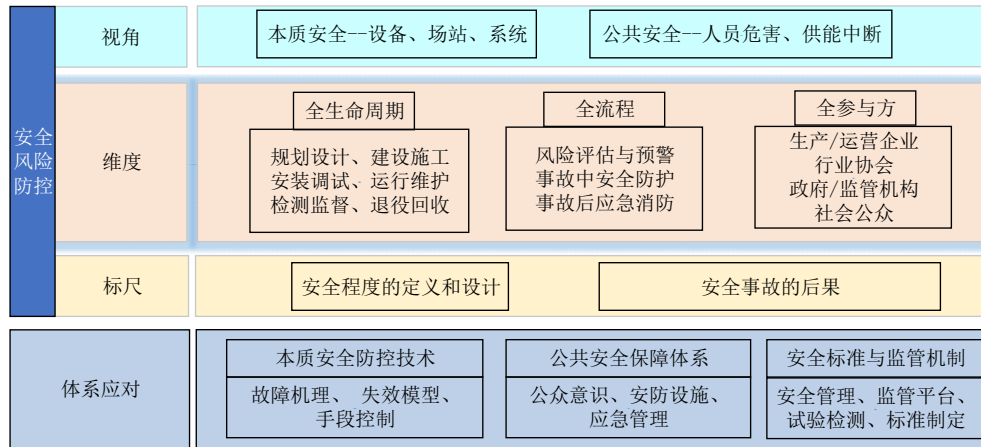 安全
风险
防控
视角
本质安全--设备、场站、系统
公共安全--人员危害、供能中断
维度
全生命周期
规划设计、建设施工
安装调试、运行维护
检测监督、退役回收
全流程
风险评估与预警
事故中安全防护
事故后应急消防
全参与方
生产/运营企业
行业协会
政府/监管机构
社会公众
标尺
安全程度的定义和设计
安全事故的后果
体系应对
本质安全防控技术
故障机理、 失效模型、
手段控制
公共安全保障体系
公众意识、安防设施、
应急管理
安全标准与监管机制
安全管理、监管平台、
试验检测、标准制定